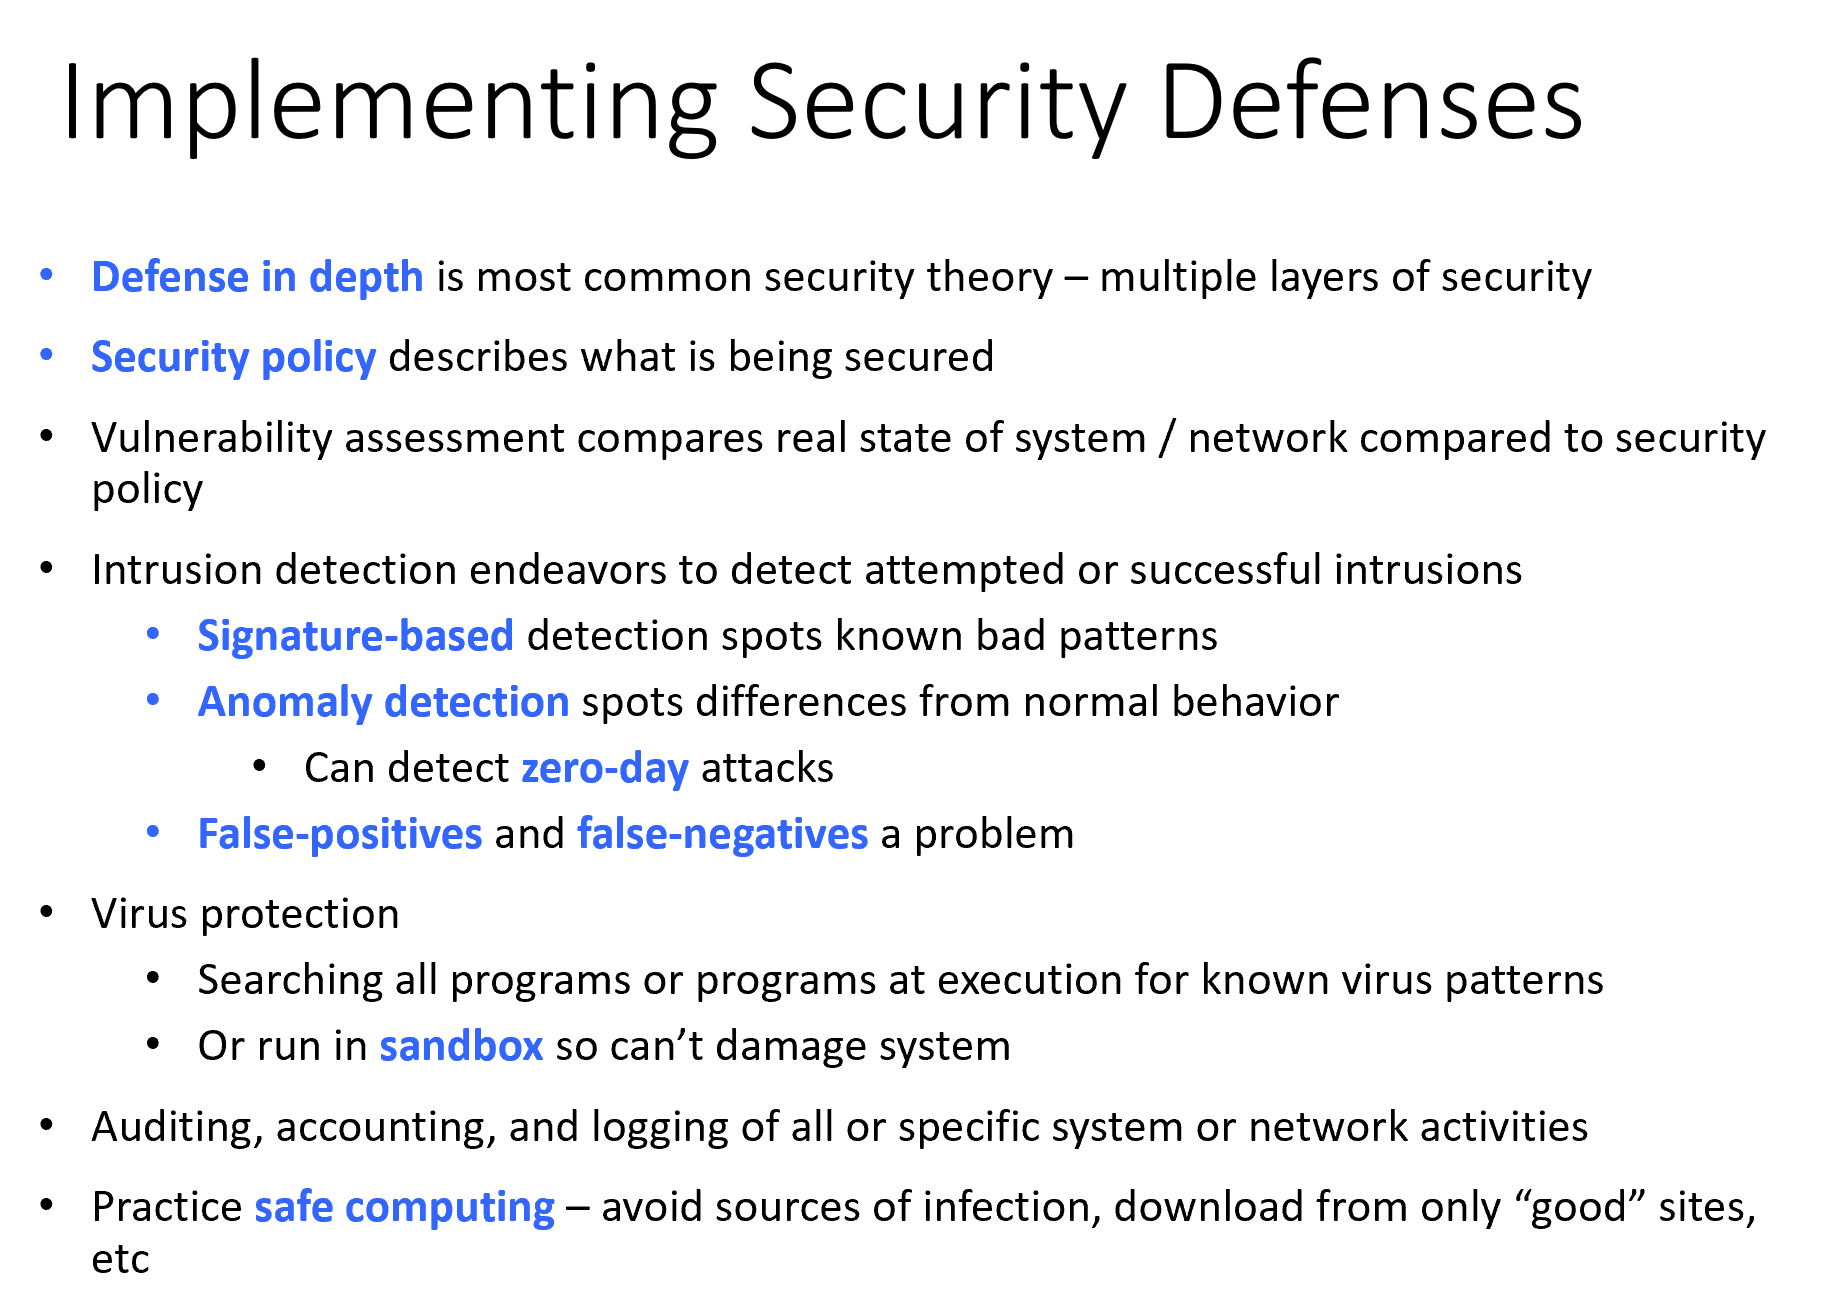 Implementing Security Defenses
• Defense in depth is most common security theory – multiple layers of security
• Security policy describes what is being secured
• Vulnerability assessment compares real state of system / network compared to security
policy
• Intrusion detection endeavors to detect attempted or successful intrusions
• Signature-based detection spots known bad patterns
• Anomaly detection spots differences from normal behavior
• Can detect zero-day attacks
• False-positives and false-negatives a problem
• Virus protection
• Searching all programs or programs at execution for known virus patterns
• Or run in sandbox so can’t damage system
• Auditing, accounting, and logging of all or specific system or network activities
• Practice safe computing – avoid sources of infection, download from only “good” sites,
etc